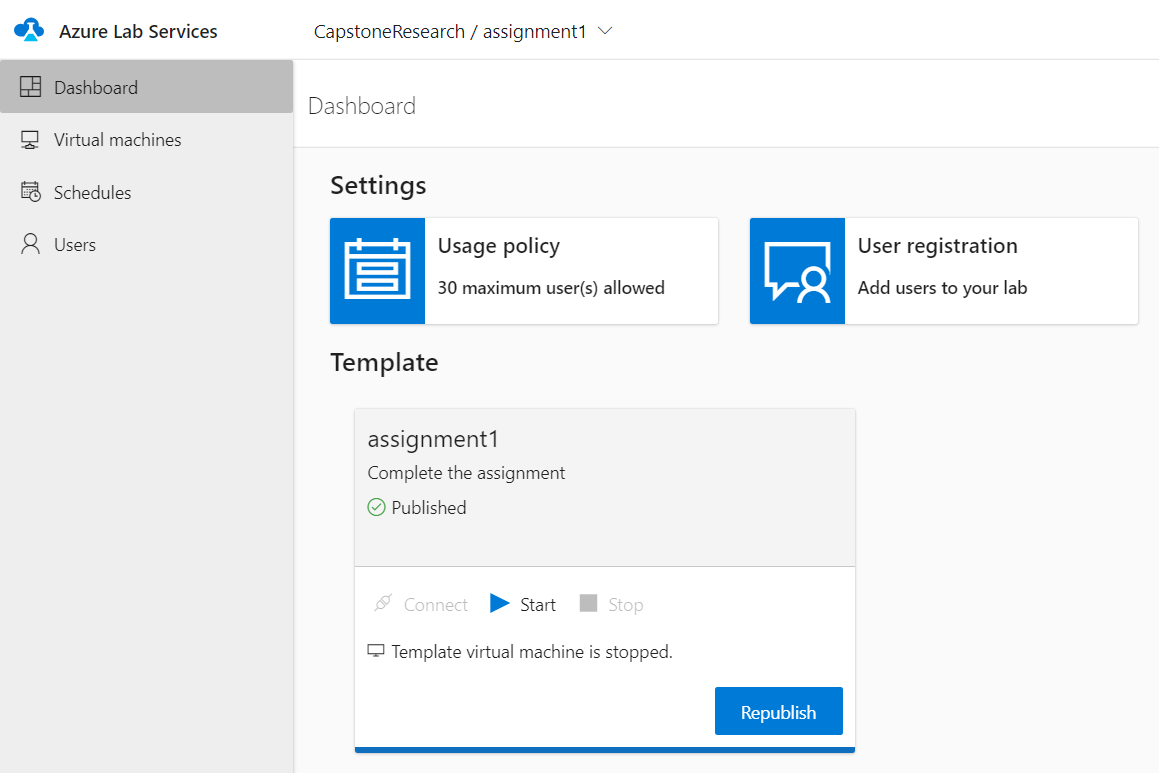 Azure Lab Services
CapstoneResearch / assignment1
Dashboard
Virtual machines
Schedules
Users
Dashboard
Settings
Usage policy
30 maximum user(s) allowed
User registration
Add users to your lab
Template
assignment1
Complete the assignment
Published
Connect Start Stop
Template virtual machine is stopped.
Republish